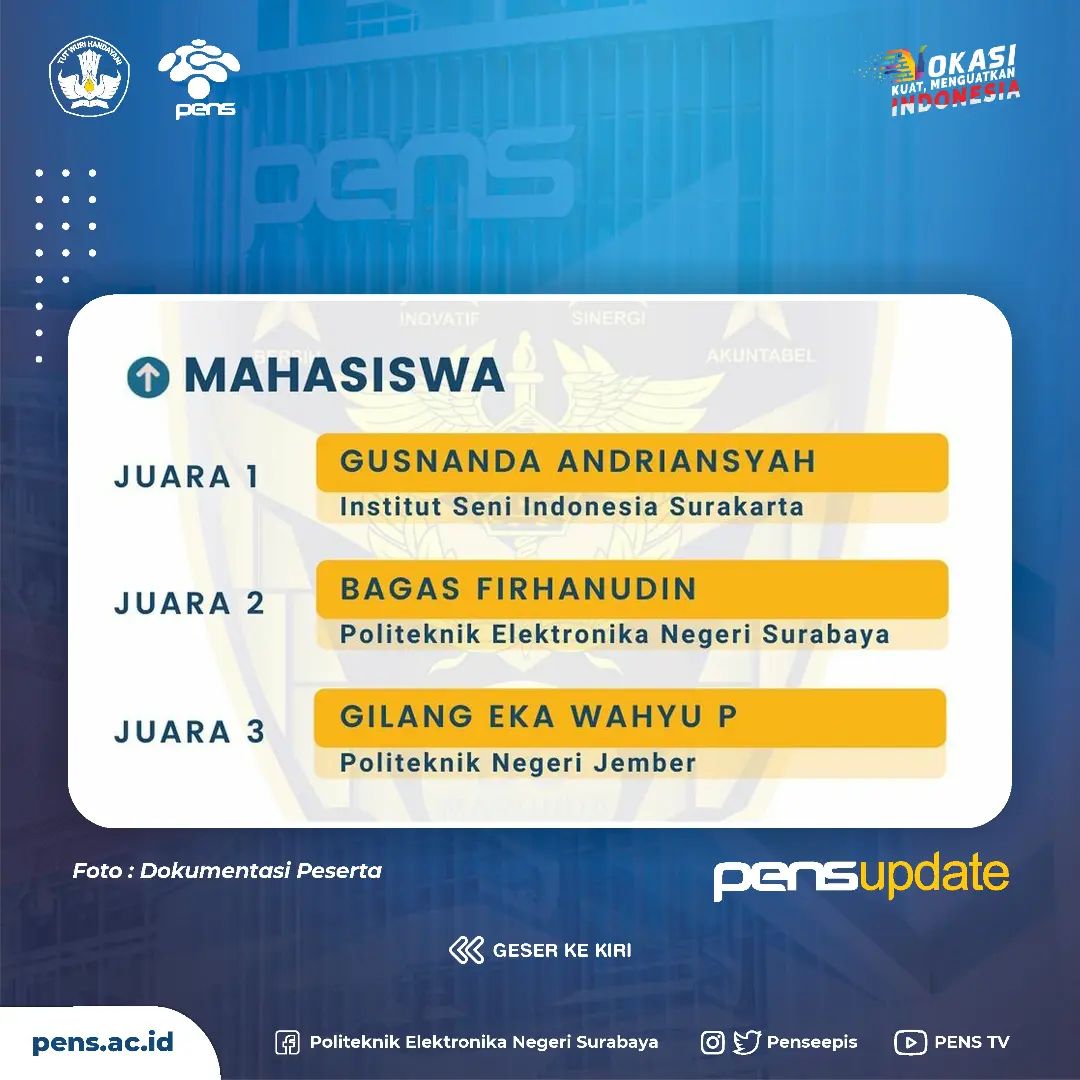 TUT WURI HANDAYANI
pens
VOKASI
KUAT, MENGUATKAN
INDONESIA
pens
INOVATIF
SINERGI
BERSIH
AKUNTABEL
MAHASISWA
JUARA 1
GUSNANDA ANDRIANSYAH
Institut Seni Indonesia Surakarta
JUARA 2
BAGAS FIRHANUDIN
Politeknik Elektronika Negeri Surabaya
JUARA 3
GILANG EKA WAHYU P
Politeknik Negeri Jember
Foto : Dokumentasi Peserta
pensupdate
GESER KE KIRI
pens.ac.id
Politeknik Elektronika Negeri Surabaya
Penseepis
PENS TV